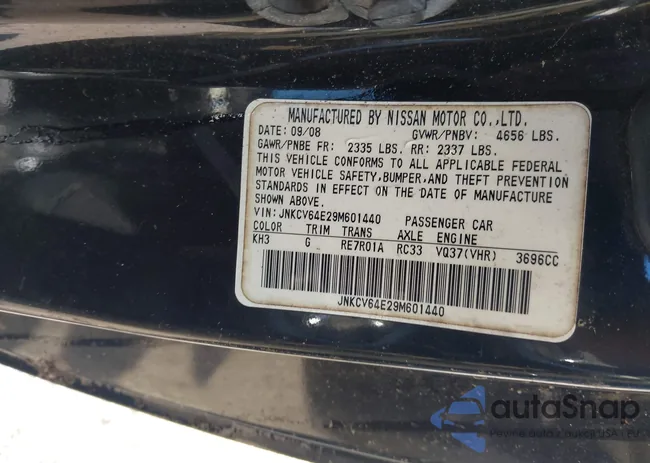 MANUFACTURED BY NISSAN MOTOR CO.,LTD.
DATE: 09/08 GVWR/PNBV: 4656 LBS.
GAWR/PNBE FR: 2335 LBS. RR: 2337 LBS.
THIS VEHICLE CONFORMS TO ALL APPLICABLE FEDERAL
MOTOR VEHICLE SAFETY,BUMPER,AND THEFT PREVENTION
STANDARDS IN EFFECT ON THE DATE OF MANUFACTURE
SHOWN ABOVE.
VIN: JNKCV64E29M601440 PASSENGER CAR
COLOR TRIM TRANS AXLE ENGINE
KH3 G RE7R01A RC33 VQ37(VHR) 3696CC
JNKCV64E29M601440
autaSnap